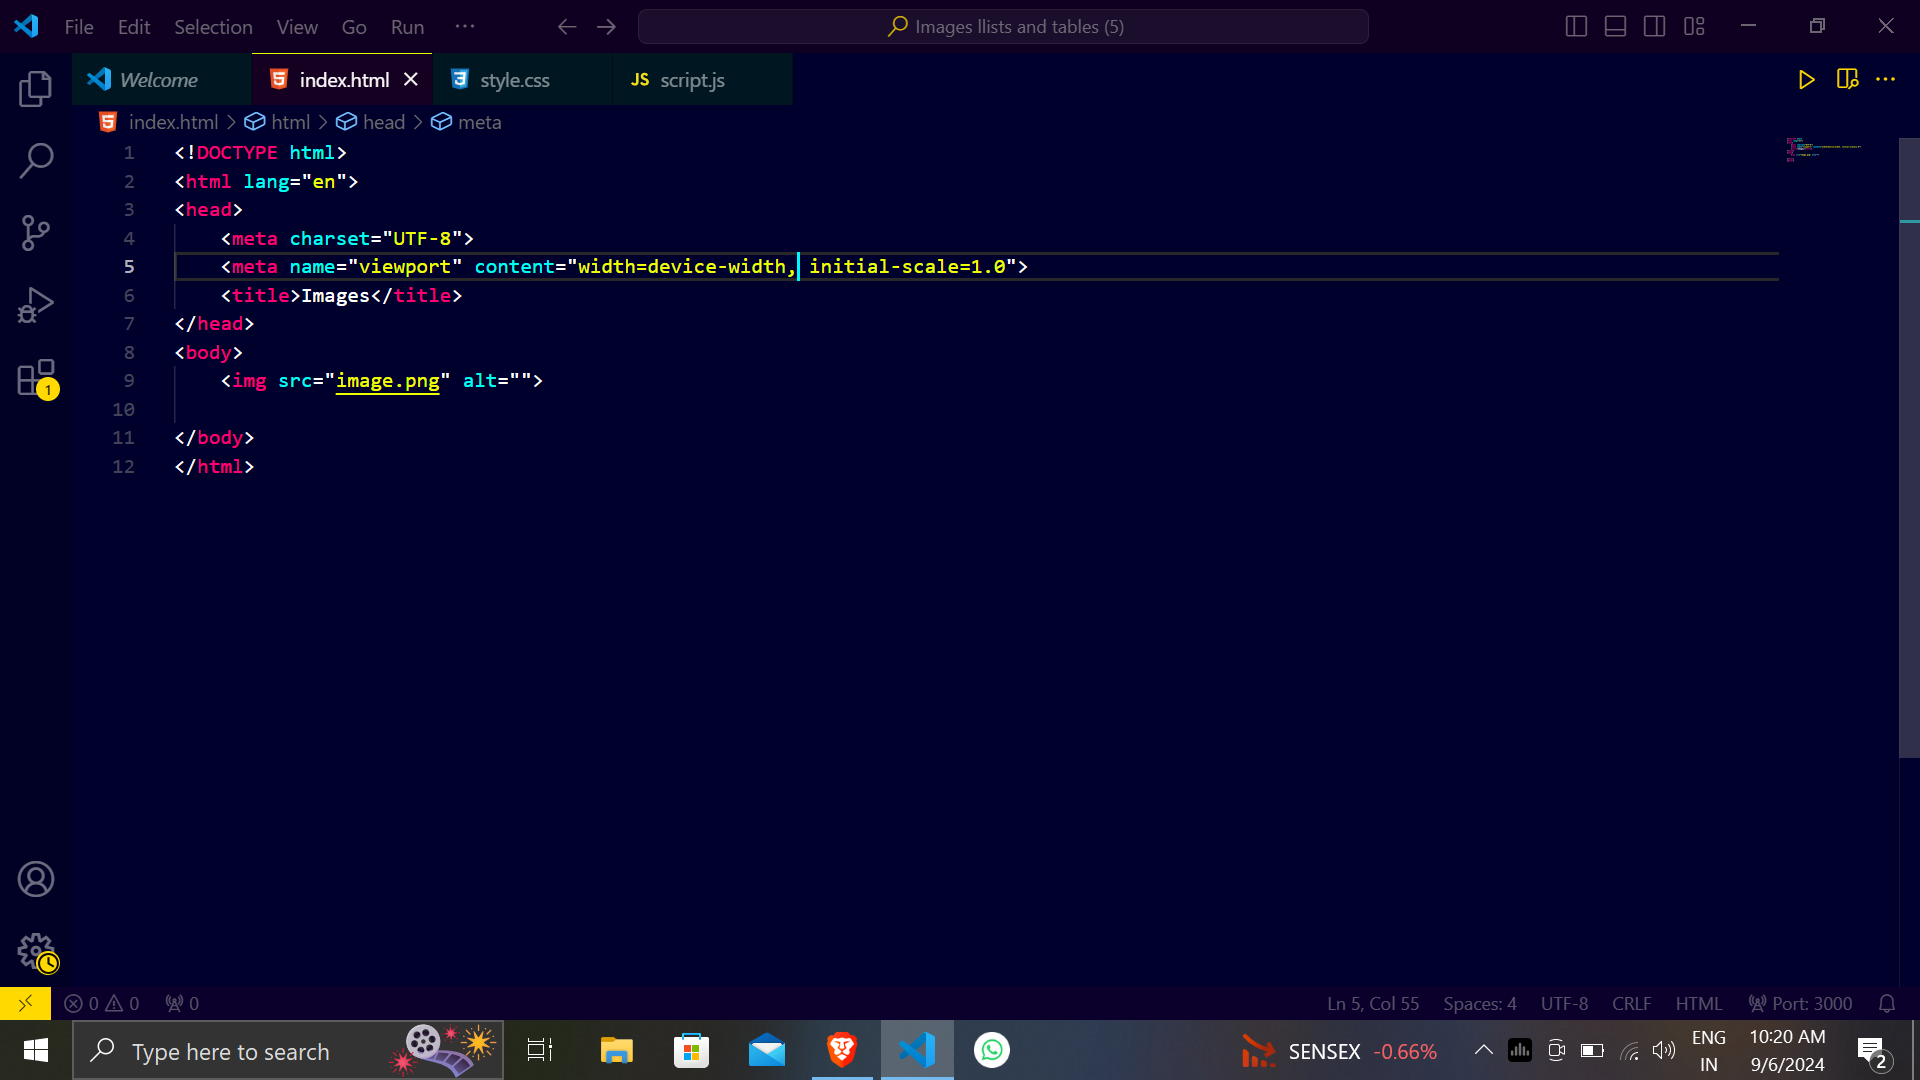 File Edit Selection View Go Run ··· Images llists and tables (5)
Welcome index.html style.css JS script.js
index.html > html > head > meta
1 <!DOCTYPE html>
2 <html lang="en">
3 <head>
4 <meta charset="UTF-8">
5 <meta name="viewport" content="width=device-width, initial-scale=1.0">
6 <title>Images</title>
7 </head>
8 <body>
9 <img src="image.png" alt="">
10
11 </body>
12 </html>
1
0 0 0 Ln 5, Col 55 Spaces: 4 UTF-8 CRLF HTML Port: 3000
Type here to search SENSEX -0.66% ENG 10:20 AM
IN 9/6/2024 2